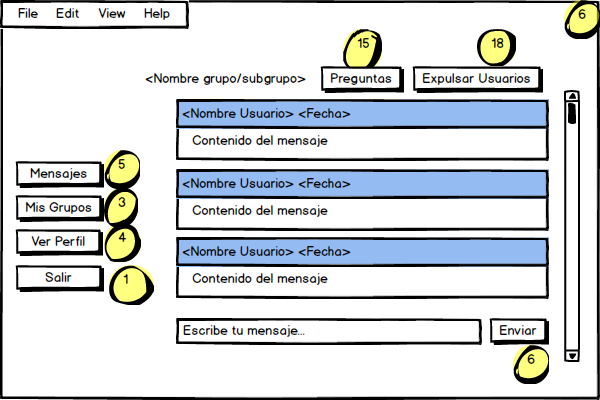 File Edit View Help
6
15
18
<Nombre grupo/subgrupo> Preguntas Expulsar Usuarios
<Nombre Usuario> <Fecha>
Contenido del mensaje
5
Mensajes
<Nombre Usuario> <Fecha>
3
Mis Grupos
Contenido del mensaje
4
Ver Perfil
<Nombre Usuario> <Fecha>
1
Salir
Contenido del mensaje
Escribe tu mensaje... Enviar
6